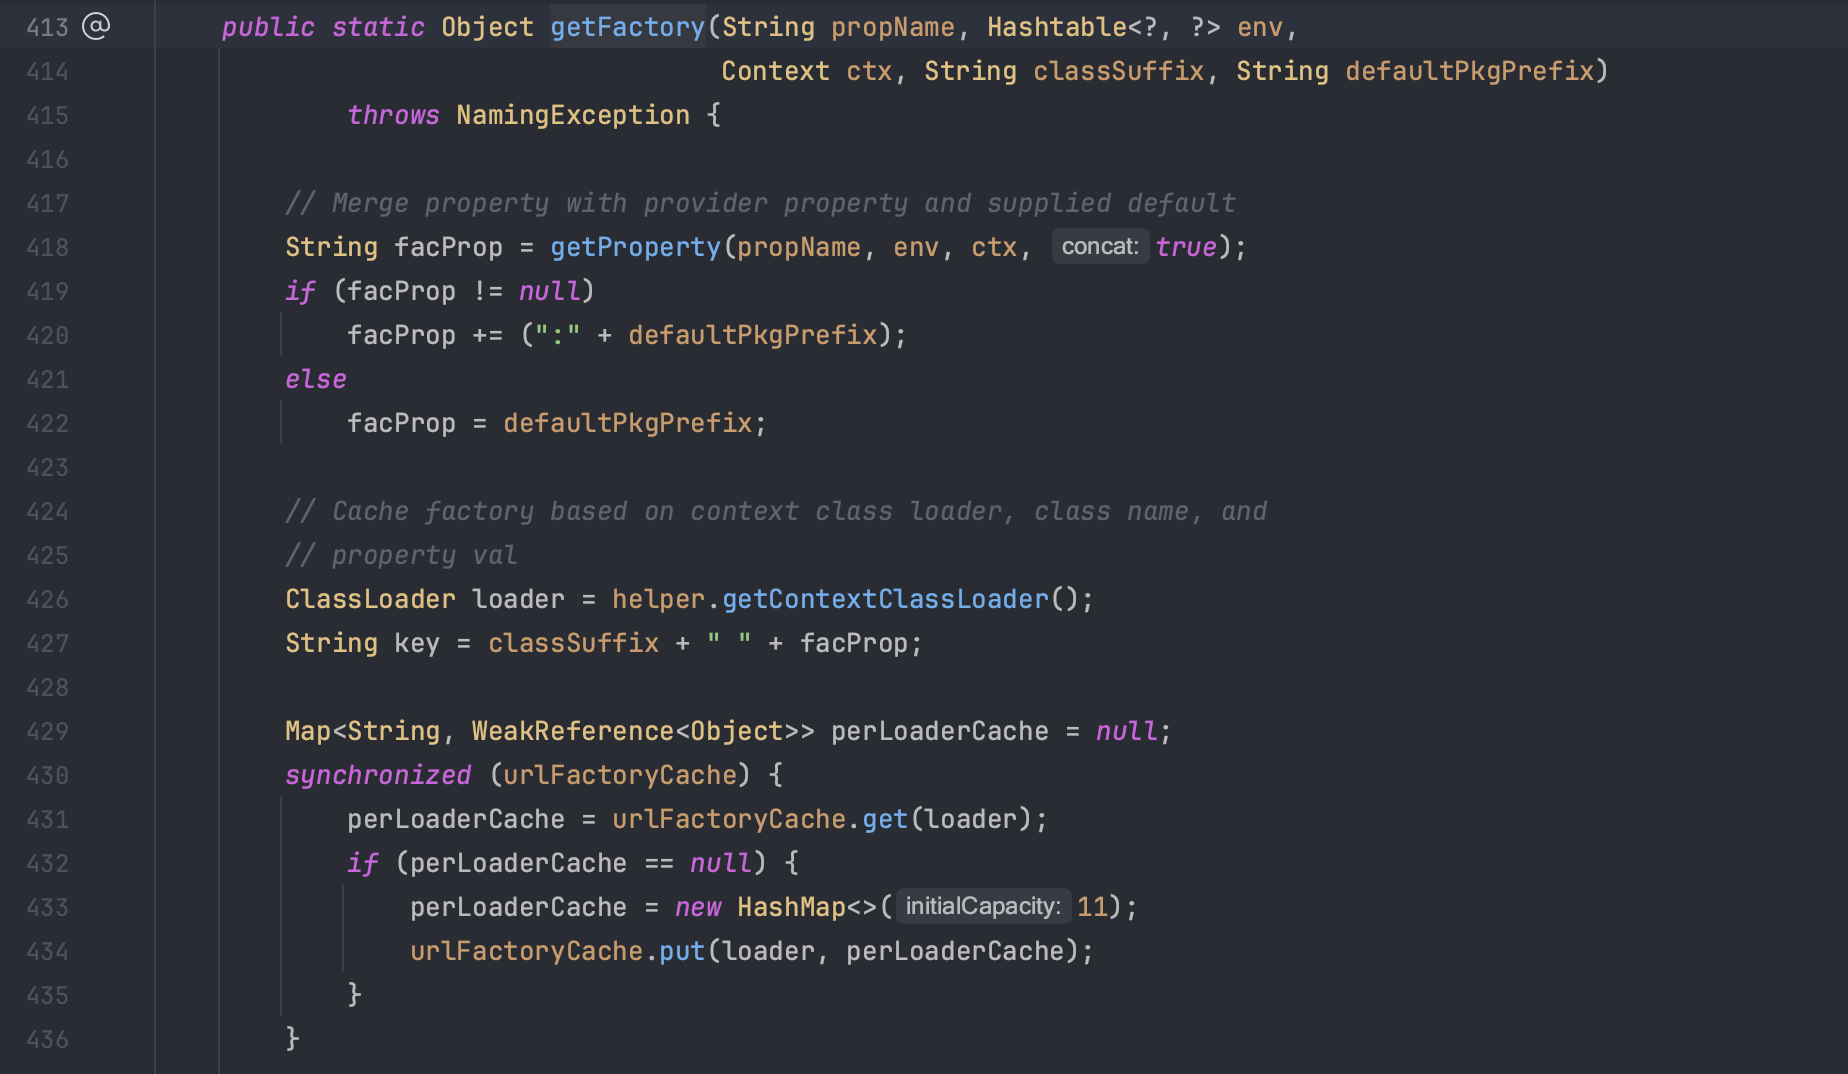 413 @ public static Object getFactory(String propName, Hashtable<?, ?> env,
414 Context ctx, String classSuffix, String defaultPkgPrefix)
415 throws NamingException {
416
417 // Merge property with provider property and supplied default
418 String facProp = getProperty(propName, env, ctx, concat: true);
419 if (facProp != null)
420 facProp += (":" + defaultPkgPrefix);
421 else
422 facProp = defaultPkgPrefix;
423
424 // Cache factory based on context class loader, class name, and
425 // property val
426 ClassLoader loader = helper.getContextClassLoader();
427 String key = classSuffix + " " + facProp;
428
429 Map<String, WeakReference<Object>> perLoaderCache = null;
430 synchronized (urlFactoryCache) {
431 perLoaderCache = urlFactoryCache.get(loader);
432 if (perLoaderCache == null) {
433 perLoaderCache = new HashMap<>( initialCapacity: 11);
434 urlFactoryCache.put(loader, perLoaderCache);
435 }
436 }